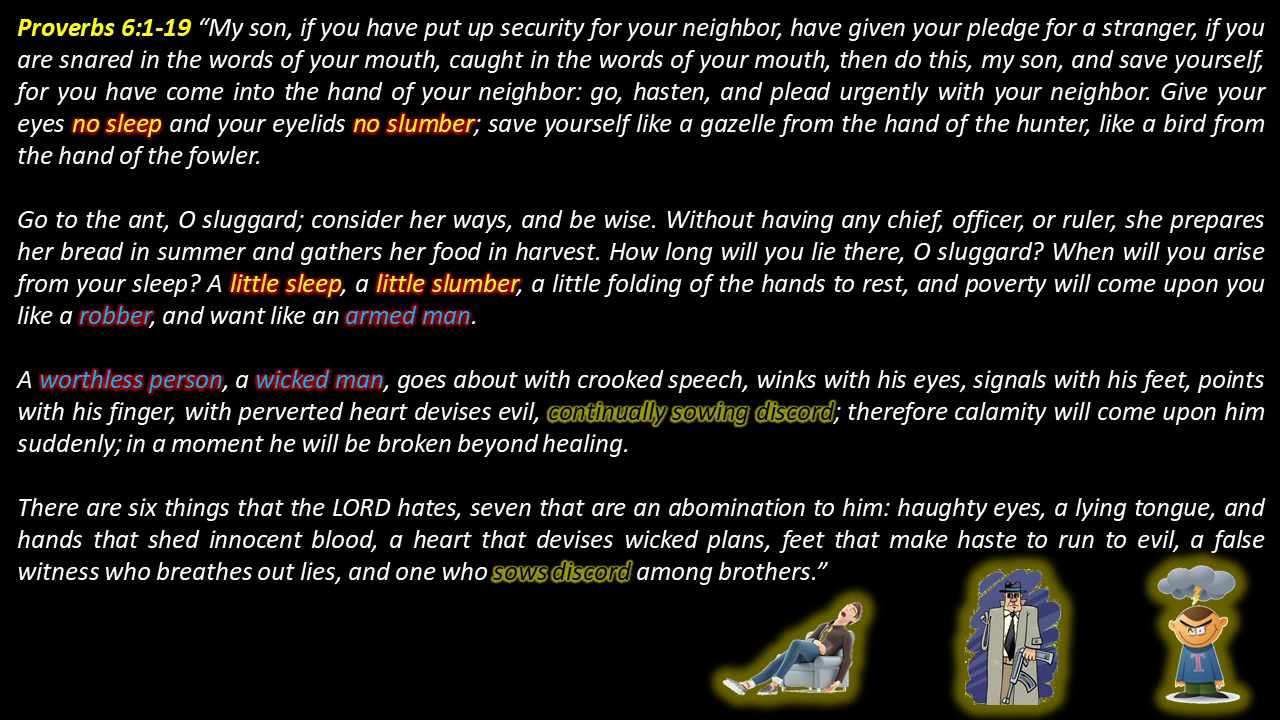 Proverbs 6:1-19 “My son, if you have put up security for your neighbor, have given your pledge for a stranger, if you
are snared in the words of your mouth, caught in the words of your mouth, then do this, my son, and save yourself,
for you have come into the hand of your neighbor: go, hasten, and plead urgently with your neighbor. Give your
eyes no sleep and your eyelids no slumber; save yourself like a gazelle from the hand of the hunter, like a bird from
the hand of the fowler.
Go to the ant, O sluggard; consider her ways, and be wise. Without having any chief, officer, or ruler, she prepares
her bread in summer and gathers her food in harvest. How long will you lie there, O sluggard? When will you arise
from your sleep? A little sleep, a little slumber, a little folding of the hands to rest, and poverty will come upon you
like a robber, and want like an armed man.
A worthless person, a wicked man, goes about with crooked speech, winks with his eyes, signals with his feet, points
with his finger, with perverted heart devises evil, continually sowing discord; therefore calamity will come upon him
suddenly; in a moment he will be broken beyond healing.
There are six things that the LORD hates, seven that are an abomination to him: haughty eyes, a lying tongue, and
hands that shed innocent blood, a heart that devises wicked plans, feet that make haste to run to evil, a false
witness who breathes out lies, and one who sows discord among brothers.”
T